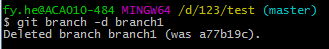 fy.he@ACA010-484 MINGW64 /d/123/test (master)
$ git branch -d branch1
Deleted branch branch1 (was a77b19c).